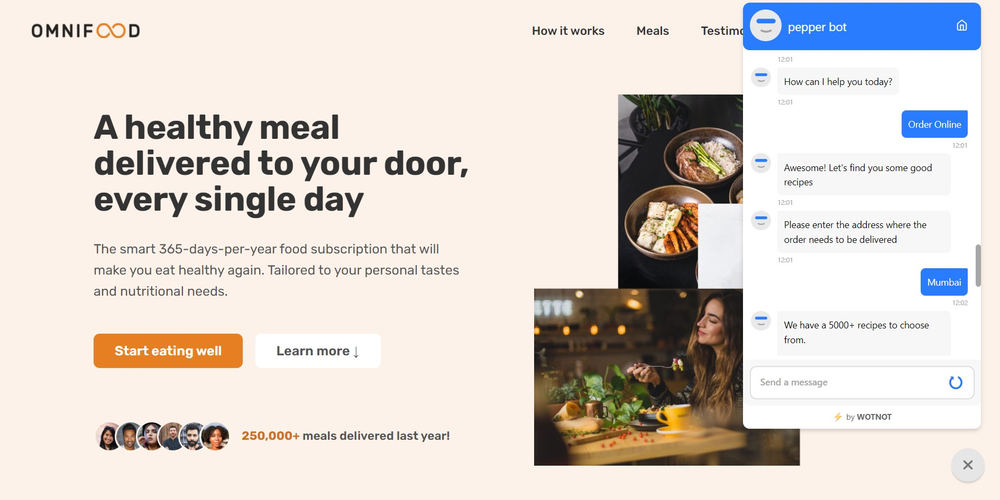 OMNIFOOD
How it works
Meals
A healthy meal
delivered to your door,
every single day
The smart 365-days-per-year food subscription that will
make you eat healthy again. Tailored to your personal tastes
and nutritional needs.
Start eating well
Learn more ↓
250,000+ meals delivered last year!
ETTE
pepper bot
12:01
How can I help you today?
12:01
Order Online
12:01
Awesome! Let's find you some good
recipes
12:01
Please enter the address where the
order needs to be delivered
12:01
Mumbai
12:02
We have a 5000+ recipes to choose
from.
Send a message
⚡ by WOTNOT